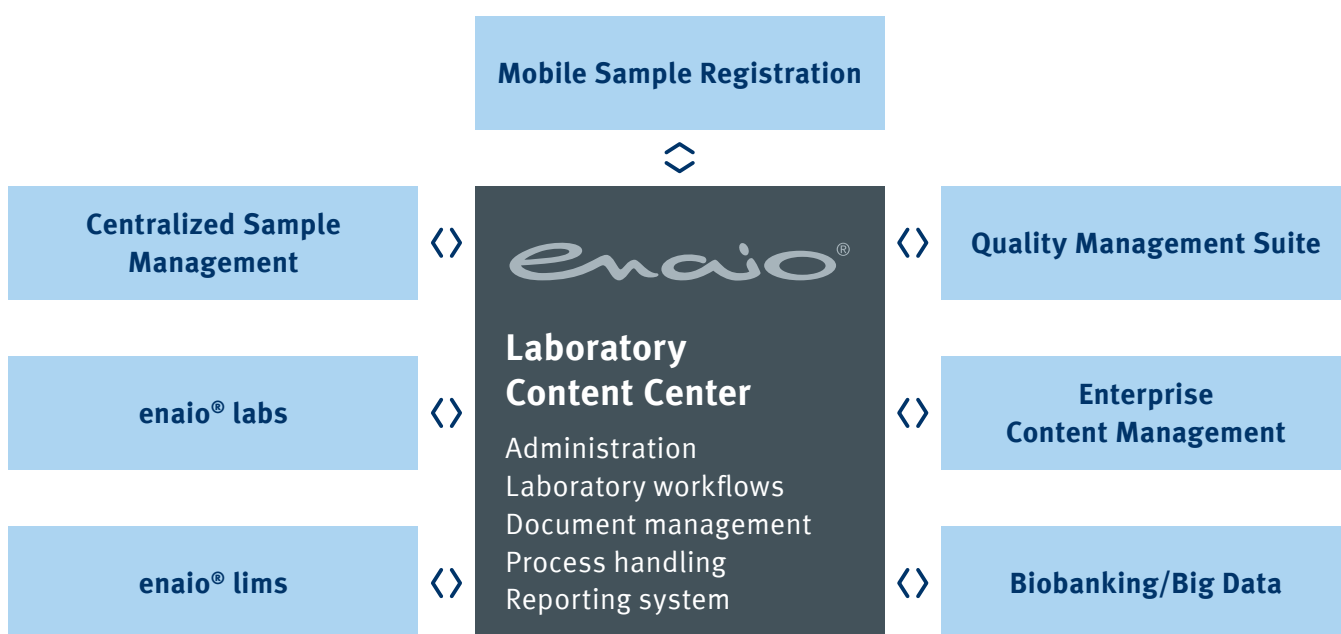 Mobile Sample Registration
Centralized Sample
Management
enaio® labs
enaio® lims
enaio®
Laboratory
Content Center
Administration
Laboratory workflows
Document management
Process handling
Reporting system
Quality Management Suite
Enterprise
Content Management
Biobanking/Big Data